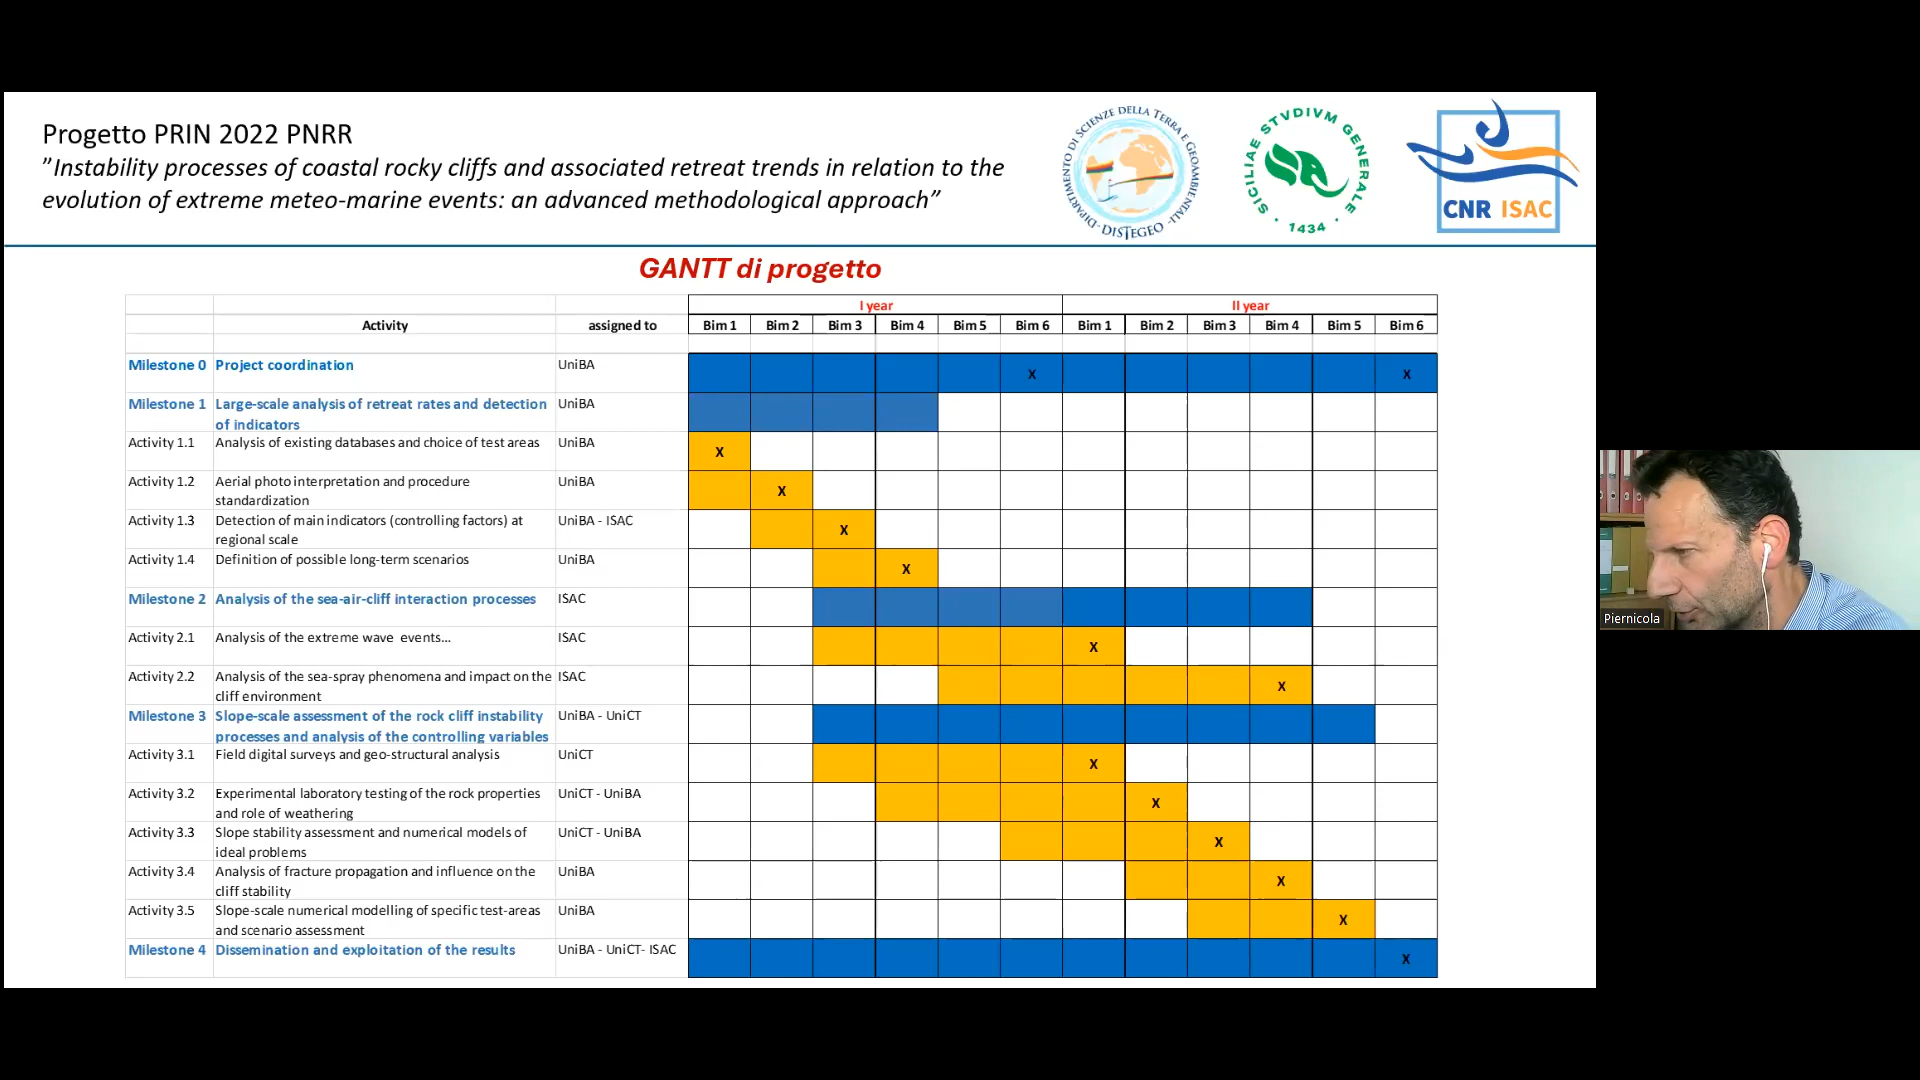 Progetto PRIN 2022 PNRR
”Instability processes of coastal rocky cliffs and associated retreat trends in relation to the
evolution of extreme meteo-marine events: an advanced methodological approach”
DIPARTIMENTO DI SCIENZE DELLA TERRA E GEOAMBIENTALI
DISTEGEO
SICILIAE STVDIVM GENERALE
1434
CNR ISAC
GANTT di progetto
I year II year
Activity assigned to Bim 1 Bim 2 Bim 3 Bim 4 Bim 5 Bim 6 Bim 1 Bim 2 Bim 3 Bim 4 Bim 5 Bim 6
Milestone 0 Project coordination UniBA X X
Milestone 1 Large-scale analysis of retreat rates and detection UniBA
of indicators
Activity 1.1 Analysis of existing databases and choice of test areas UniBA X
Activity 1.2 Aerial photo interpretation and procedure UniBA X
standardization
Activity 1.3 Detection of main indicators (controlling factors) at UniBA - ISAC X
regional scale
Activity 1.4 Definition of possible long-term scenarios UniBA X
Milestone 2 Analysis of the sea-air-cliff interaction processes ISAC
Activity 2.1 Analysis of the extreme wave events... ISAC X
Activity 2.2 Analysis of the sea-spray phenomena and impact on the ISAC X
cliff environment
Milestone 3 Slope-scale assessment of the rock cliff instability UniBA - UniCT
processes and analysis of the controlling variables
Activity 3.1 Field digital surveys and geo-structural analysis UniCT X
Activity 3.2 Experimental laboratory testing of the rock properties UniCT - UniBA X
and role of weathering
Activity 3.3 Slope stability assessment and numerical models of UniCT - UniBA X
ideal problems
Activity 3.4 Analysis of fracture propagation and influence on the UniBA X
cliff stability
Activity 3.5 Slope-scale numerical modelling of specific test-areas UniBA X
and scenario assessment
Milestone 4 Dissemination and exploitation of the results UniBA - UniCT- ISAC X
Piernicola